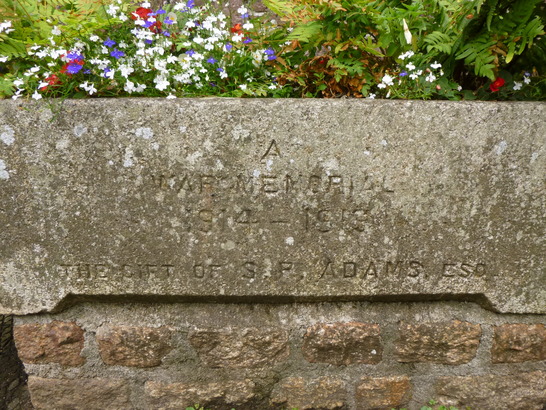 A
WAR MEMORIAL
1914 - 1918
THE GIFT OF S. P. ADAMS ESQ